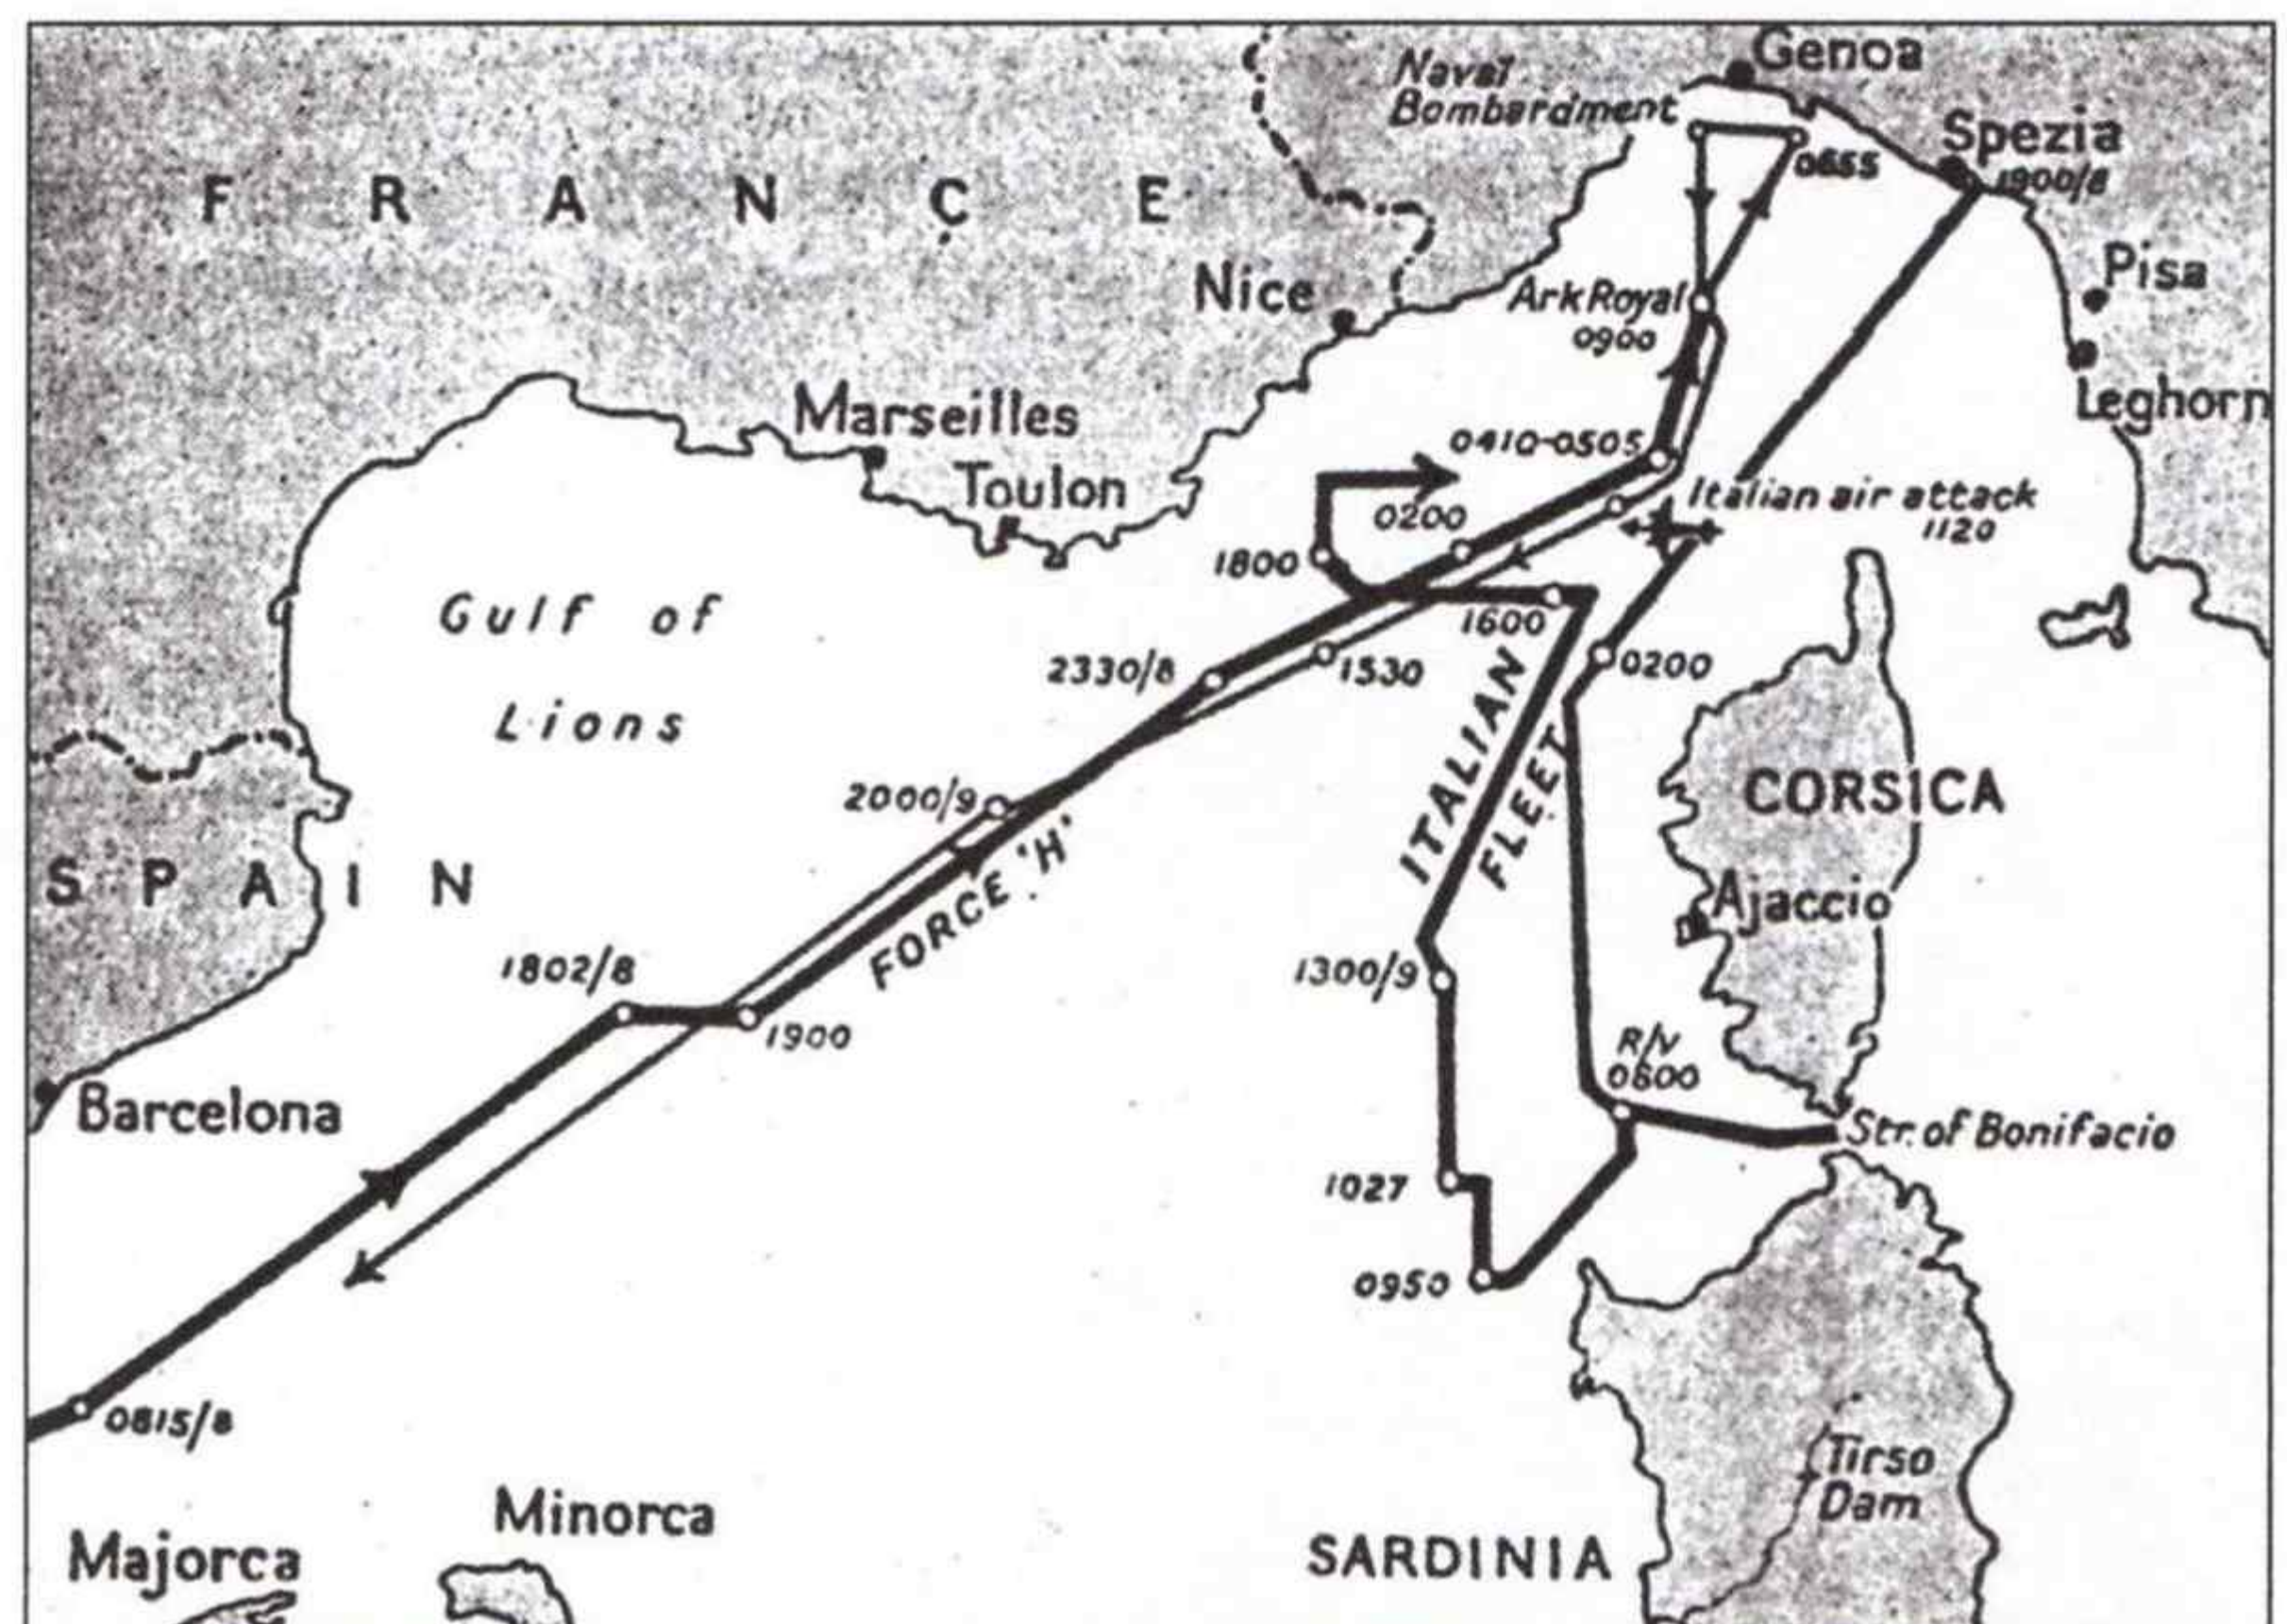 Genoa
Naval
Bombardment
Spezia
1900/8
0655
FRANCE
Pisa
Nice
Ark Royal
0900
Leghorn
Marseilles
0410-0505
Toulon
Italian air attack
1120
0200
1800
Gulf of
Lions
1600
1530
0200
2330/8
ITALIAN
FLEET
CORSICA
2000/9
FORCE 'H'
SPAIN
Ajaccio
1802/8
1300/9
1900
R/V
0800
Barcelona
Str. of Bonifacio
1027
0950
0815/8
Tirso
Dam
Minorca
Majorca
SARDINIA